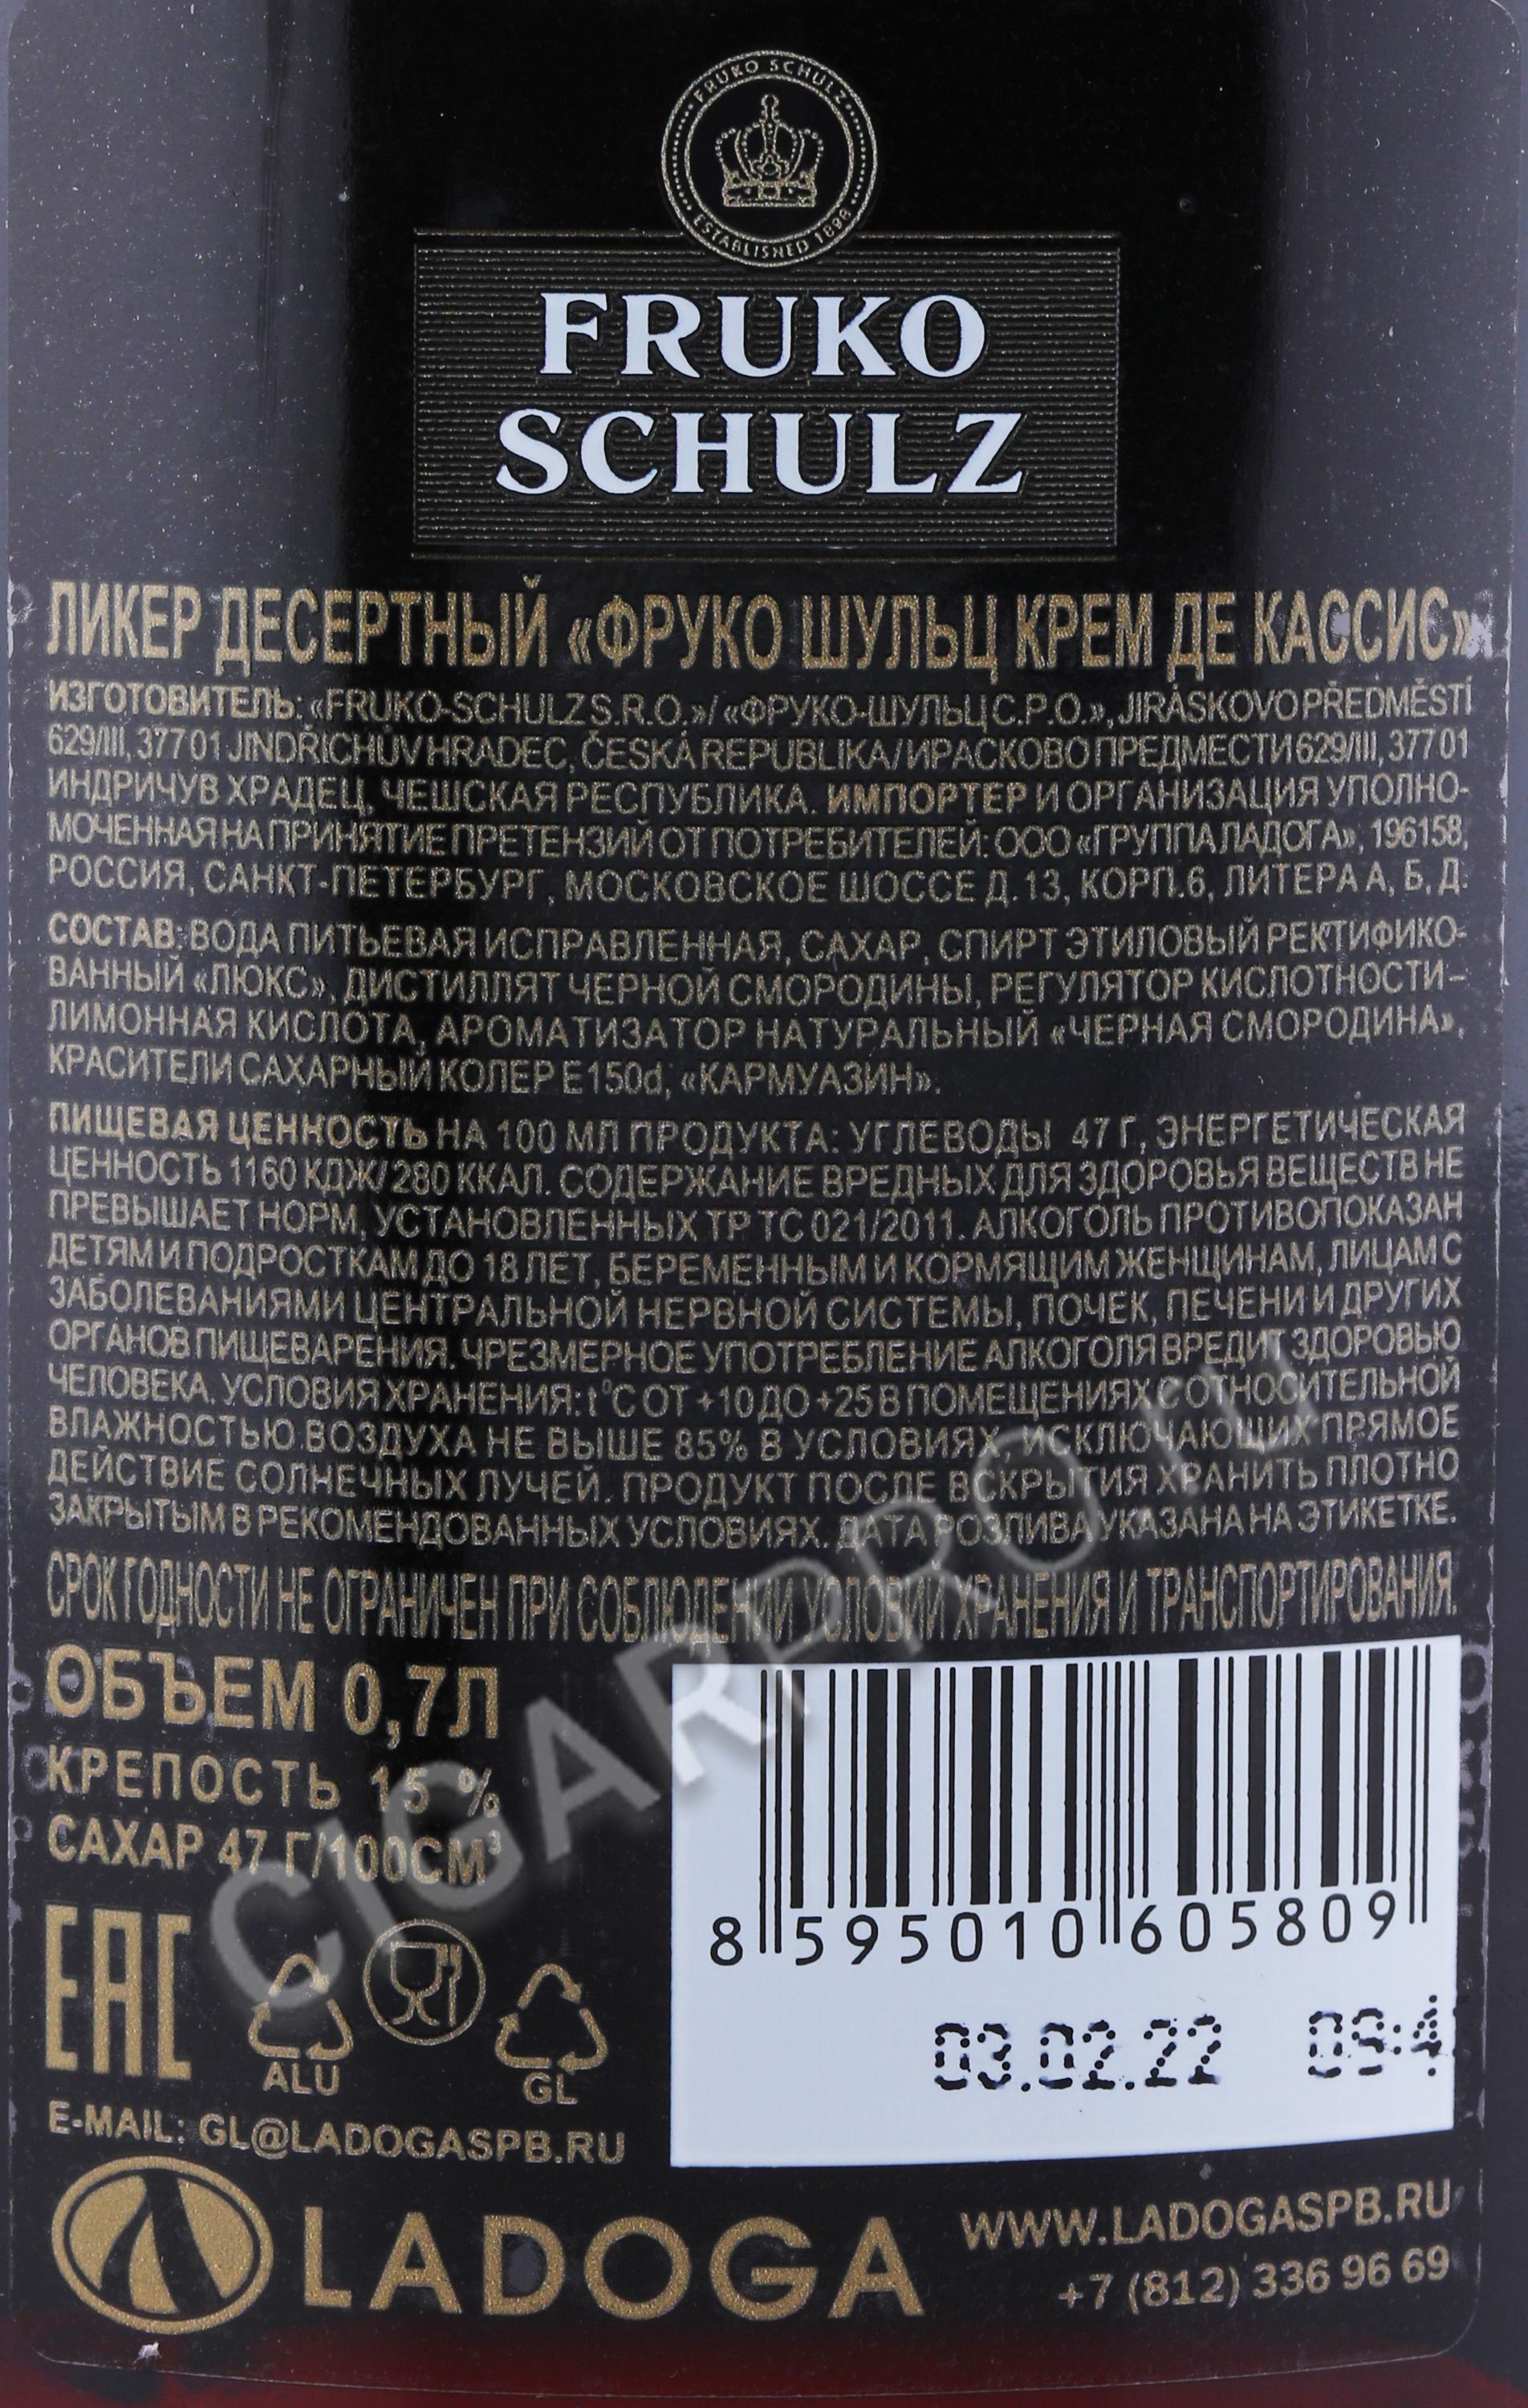 FRUKO SCHULZ
ESTABLISHED 1898
FRUKO
SCHULZ
ЛИКЕР ДЕСЕРТНЫЙ «ФРУКО ШУЛЬЦ КРЕМ ДЕ КАССИС»
ИЗГОТОВИТЕЛЬ: «FRUKO-SCHULZ S.R.O.»/ «ФРУКО-ШУЛЬЦ С.Р.О.», JIRÁSKOVO PŘEDMĚSTÍ
629/III, 377 01 JINDŘICHŮV HRADEC, ČESKÁ REPUBLIKA/ ИРАСКОВО ПРЕДМЕСТИ 629/III, 377 01
ИНДРИЧУВ ХРАДЕЦ, ЧЕШСКАЯ РЕСПУБЛИКА. ИМПОРТЕР И ОРГАНИЗАЦИЯ УПОЛНО-
МОЧЕННАЯ НА ПРИНЯТИЕ ПРЕТЕНЗИЙ ОТ ПОТРЕБИТЕЛЕЙ: ООО «ГРУППА ЛАДОГА», 196158,
РОССИЯ, САНКТ-ПЕТЕРБУРГ, МОСКОВСКОЕ ШОССЕ Д. 13, КОРП.6, ЛИТЕРА А, Б, Д.
СОСТАВ: ВОДА ПИТЬЕВАЯ ИСПРАВЛЕННАЯ, САХАР, СПИРТ ЭТИЛОВЫЙ РЕКТИФИКО-
ВАННЫЙ «ЛЮКС», ДИСТИЛЛЯТ ЧЕРНОЙ СМОРОДИНЫ, РЕГУЛЯТОР КИСЛОТНОСТИ –
ЛИМОННАЯ КИСЛОТА, АРОМАТИЗАТОР НАТУРАЛЬНЫЙ «ЧЕРНАЯ СМОРОДИНА»,
КРАСИТЕЛИ САХАРНЫЙ КОЛЕР Е150d, «КАРМУАЗИН».
ПИЩЕВАЯ ЦЕННОСТЬ НА 100 МЛ ПРОДУКТА: УГЛЕВОДЫ 47 Г, ЭНЕРГЕТИЧЕСКАЯ
ЦЕННОСТЬ 1160 КДЖ/ 280 ККАЛ. СОДЕРЖАНИЕ ВРЕДНЫХ ДЛЯ ЗДОРОВЬЯ ВЕЩЕСТВ НЕ
ПРЕВЫШАЕТ НОРМ, УСТАНОВЛЕННЫХ ТР ТС 021/2011. АЛКОГОЛЬ ПРОТИВОПОКАЗАН
ДЕТЯМ И ПОДРОСТКАМ ДО 18 ЛЕТ, БЕРЕМЕННЫМ И КОРМЯЩИМ ЖЕНЩИНАМ, ЛИЦАМ С
ЗАБОЛЕВАНИЯМИ ЦЕНТРАЛЬНОЙ НЕРВНОЙ СИСТЕМЫ, ПОЧЕК, ПЕЧЕНИ И ДРУГИХ
ОРГАНОВ ПИЩЕВАРЕНИЯ. ЧРЕЗМЕРНОЕ УПОТРЕБЛЕНИЕ АЛКОГОЛЯ ВРЕДИТ ЗДОРОВЬЮ
ЧЕЛОВЕКА. УСЛОВИЯ ХРАНЕНИЯ: t°С ОТ +10 ДО +25 В ПОМЕЩЕНИЯХ С ОТНОСИТЕЛЬНОЙ
ВЛАЖНОСТЬЮ ВОЗДУХА НЕ ВЫШЕ 85% В УСЛОВИЯХ, ИСКЛЮЧАЮЩИХ ПРЯМОЕ
ДЕЙСТВИЕ СОЛНЕЧНЫХ ЛУЧЕЙ. ПРОДУКТ ПОСЛЕ ВСКРЫТИЯ ХРАНИТЬ ПЛОТНО
ЗАКРЫТЫМ В РЕКОМЕНДОВАННЫХ УСЛОВИЯХ. ДАТА РОЗЛИВА УКАЗАНА НА ЭТИКЕТКЕ.
СРОК ГОДНОСТИ НЕ ОГРАНИЧЕН ПРИ СОБЛЮДЕНИИ УСЛОВИЙ ХРАНЕНИЯ И ТРАНСПОРТИРОВАНИЯ.
ОБЪЕМ 0,7Л
КРЕПОСТЬ 15 %
САХАР 47 Г/100СМ³
8 595010 605809
03.02.22 09:4
EAC
ALU
GL
E-MAIL: GL@LADOGASPB.RU
LADOGA
WWW.LADOGASPB.RU
+7 (812) 336 96 69
CIGARPRO.ru